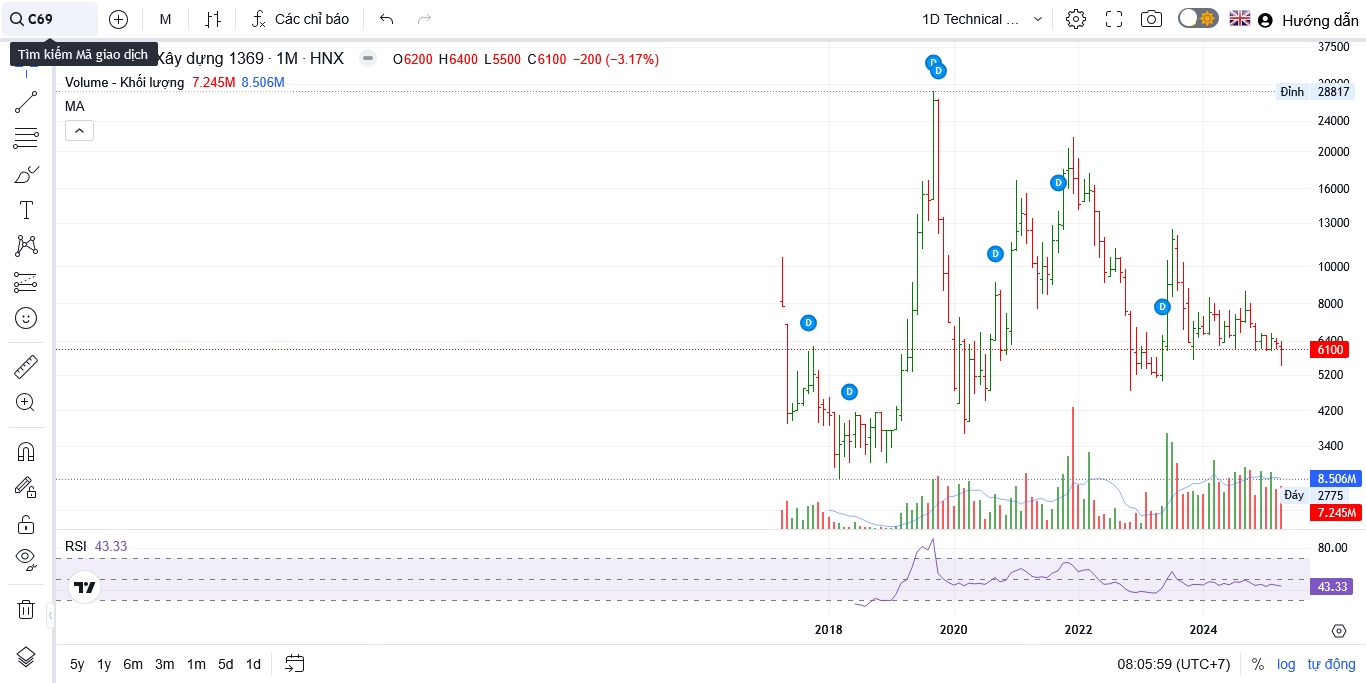 C69
M
Các chỉ báo
1D Technical ...
Hướng dẫn
Tìm kiếm Mã giao dịch
Xây dựng 1369 · 1M · HNX
O6200 H6400 L5500 C6100 −200 (−3.17%)
Volume - Khối lượng 7.245M 8.506M
MA
37500
Đỉnh 28817
24000
20000
16000
13000
10000
8000
6100
5200
4200
3400
8.506M
Đáy 2775
7.245M
D
D
D
D
D
D
RSI 43.33
80.00
43.33
2018 2020 2022 2024
5y 1y 6m 3m 1m 5d 1d
08:05:59 (UTC+7) % log tự động